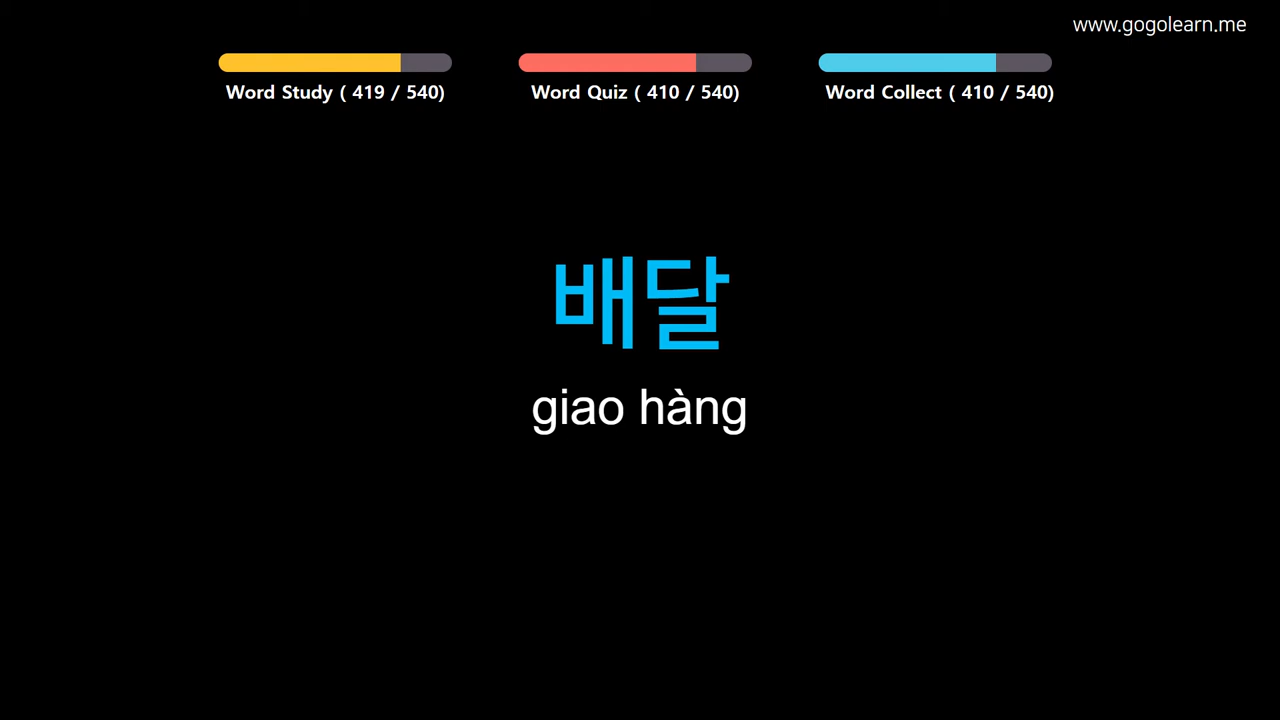 www.gogolearn.me
Word Study ( 419 / 540)
Word Quiz ( 410 / 540)
Word Collect ( 410 / 540)
배달
giao hàng